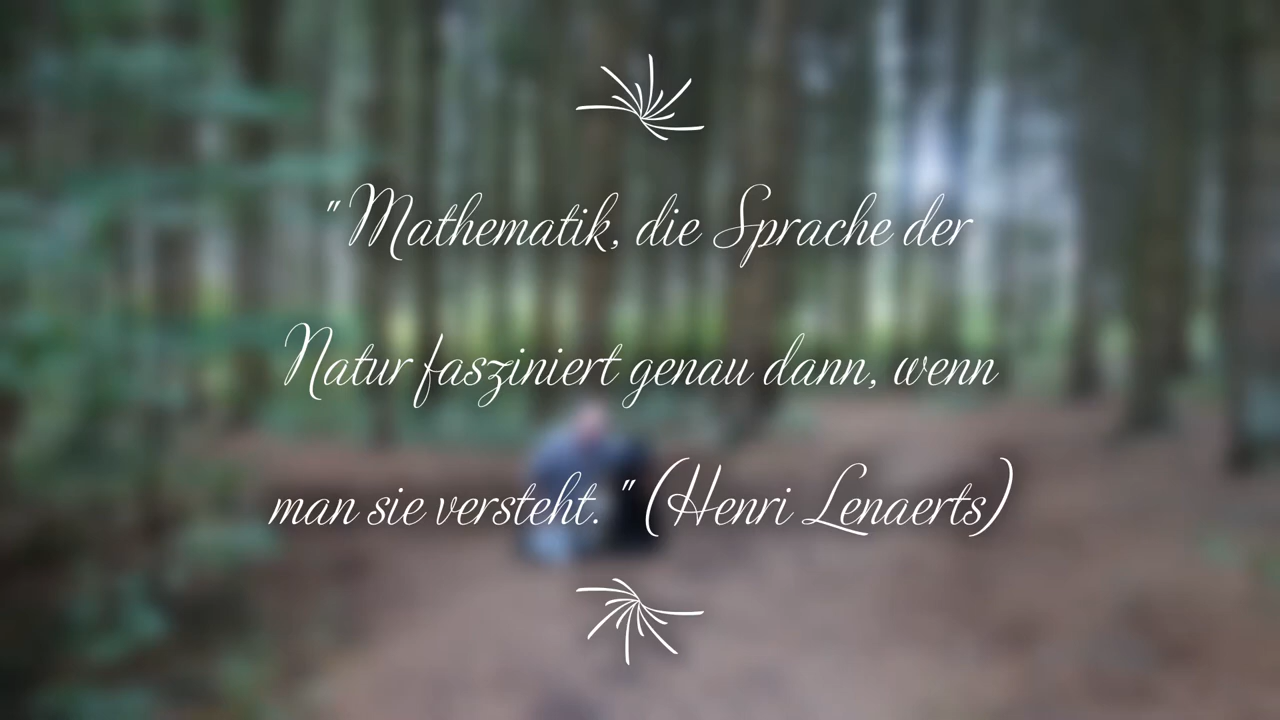 "Mathematik, die Sprache der
Natur fasziniert genau dann, wenn
man sie versteht. " (Henri Lenaerts)